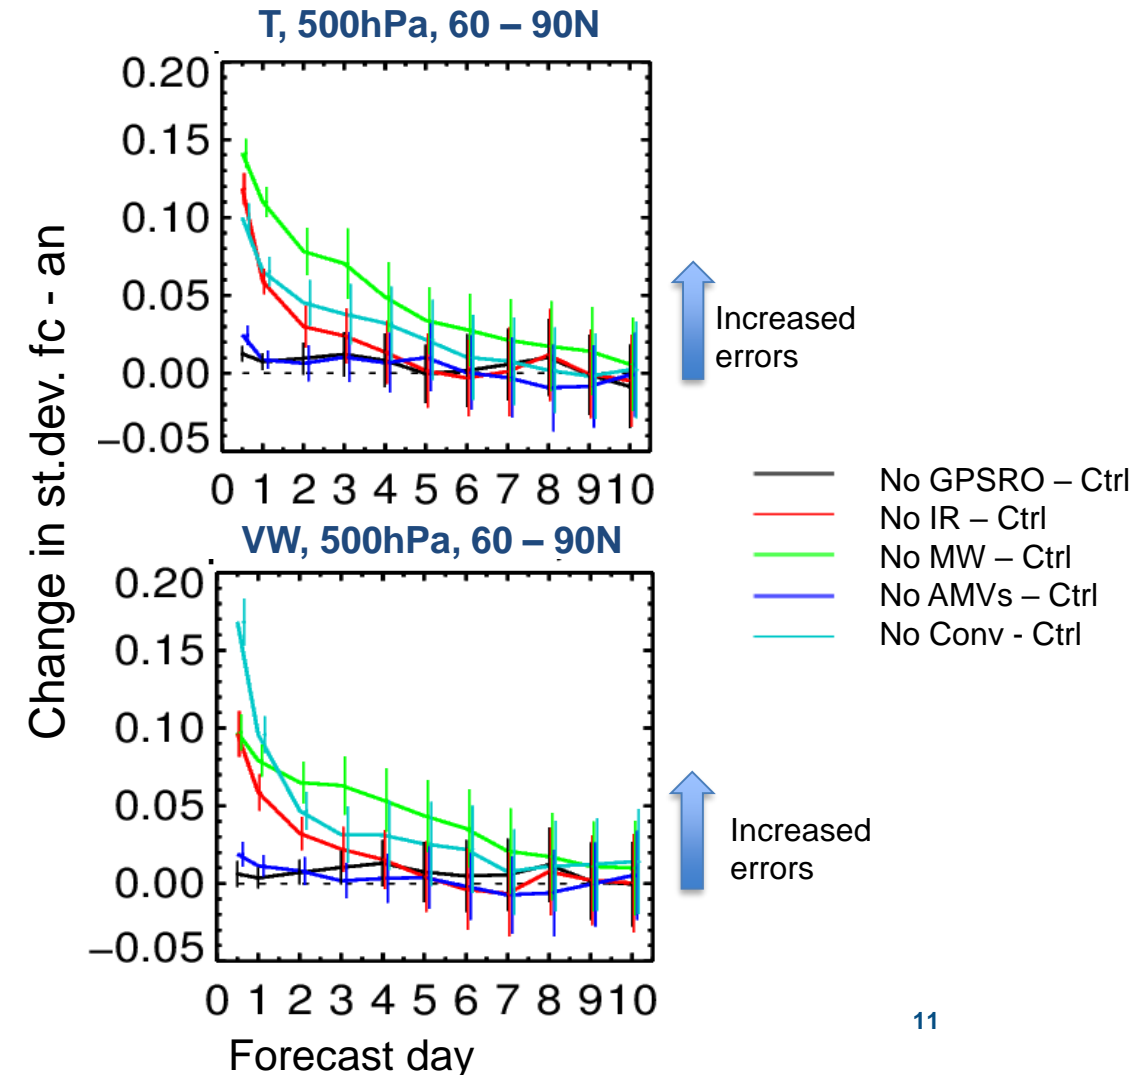 T, 500hPa, 60 – 90N
0.20
0.15
0.10
0.05
0.00
−0.05
0 1 2 3 4 5 6 7 8 9 10
Change in st.dev. fc - an
Increased
errors
No GPSRO – Ctrl
No IR – Ctrl
No MW – Ctrl
No AMVs – Ctrl
No Conv - Ctrl
VW, 500hPa, 60 – 90N
0.20
0.15
0.10
0.05
0.00
−0.05
0 1 2 3 4 5 6 7 8 9 10
Increased
errors
Forecast day
11